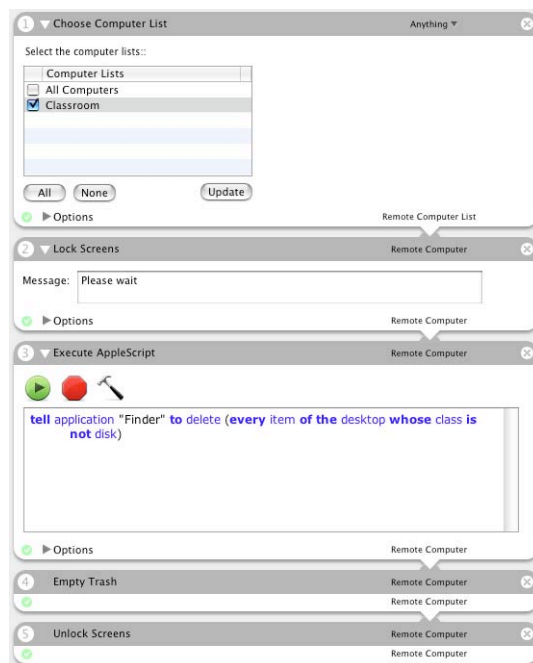 1 Choose Computer List Anything
Select the computer lists::
Computer Lists
All Computers
Classroom
All None Update
Options Remote Computer List
2 Lock Screens Remote Computer
Message: Please wait
Options Remote Computer
3 Execute AppleScript Remote Computer
tell application "Finder" to delete (every item of the desktop whose class is
not disk)
Options Remote Computer
4 Empty Trash Remote Computer
Remote Computer
5 Unlock Screens Remote Computer
Remote Computer